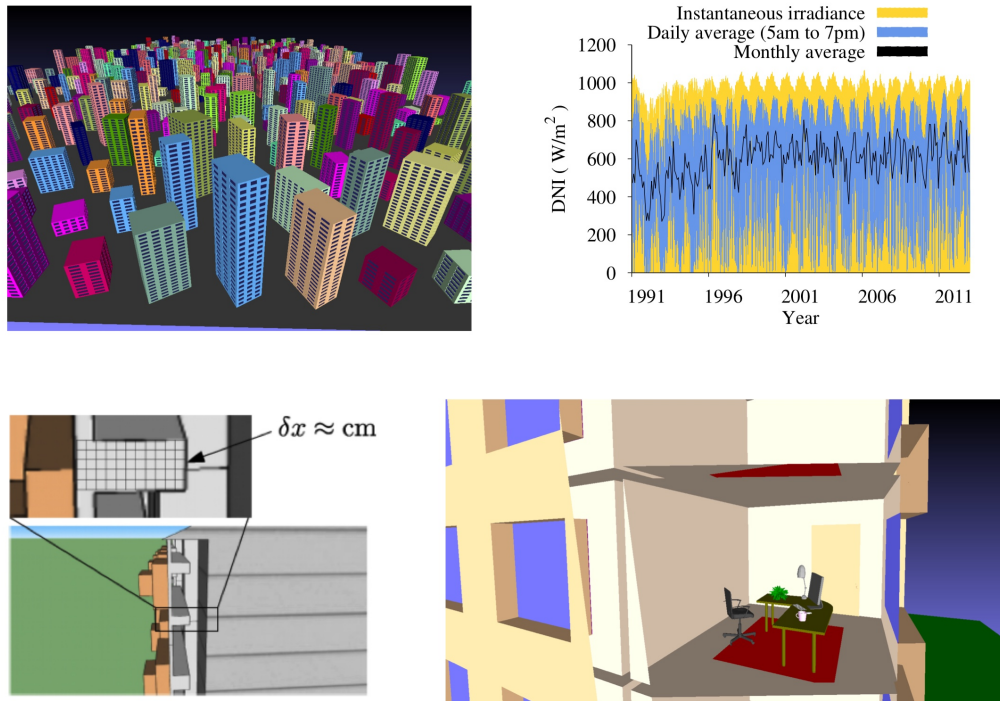 Instantaneous irradiance
Daily average (5am to 7pm)
Monthly average
1200
1000
800
600
400
200
0
DNI ( W/m²)
1991 1996 2001 2006 2011
Year
δx ≈ cm